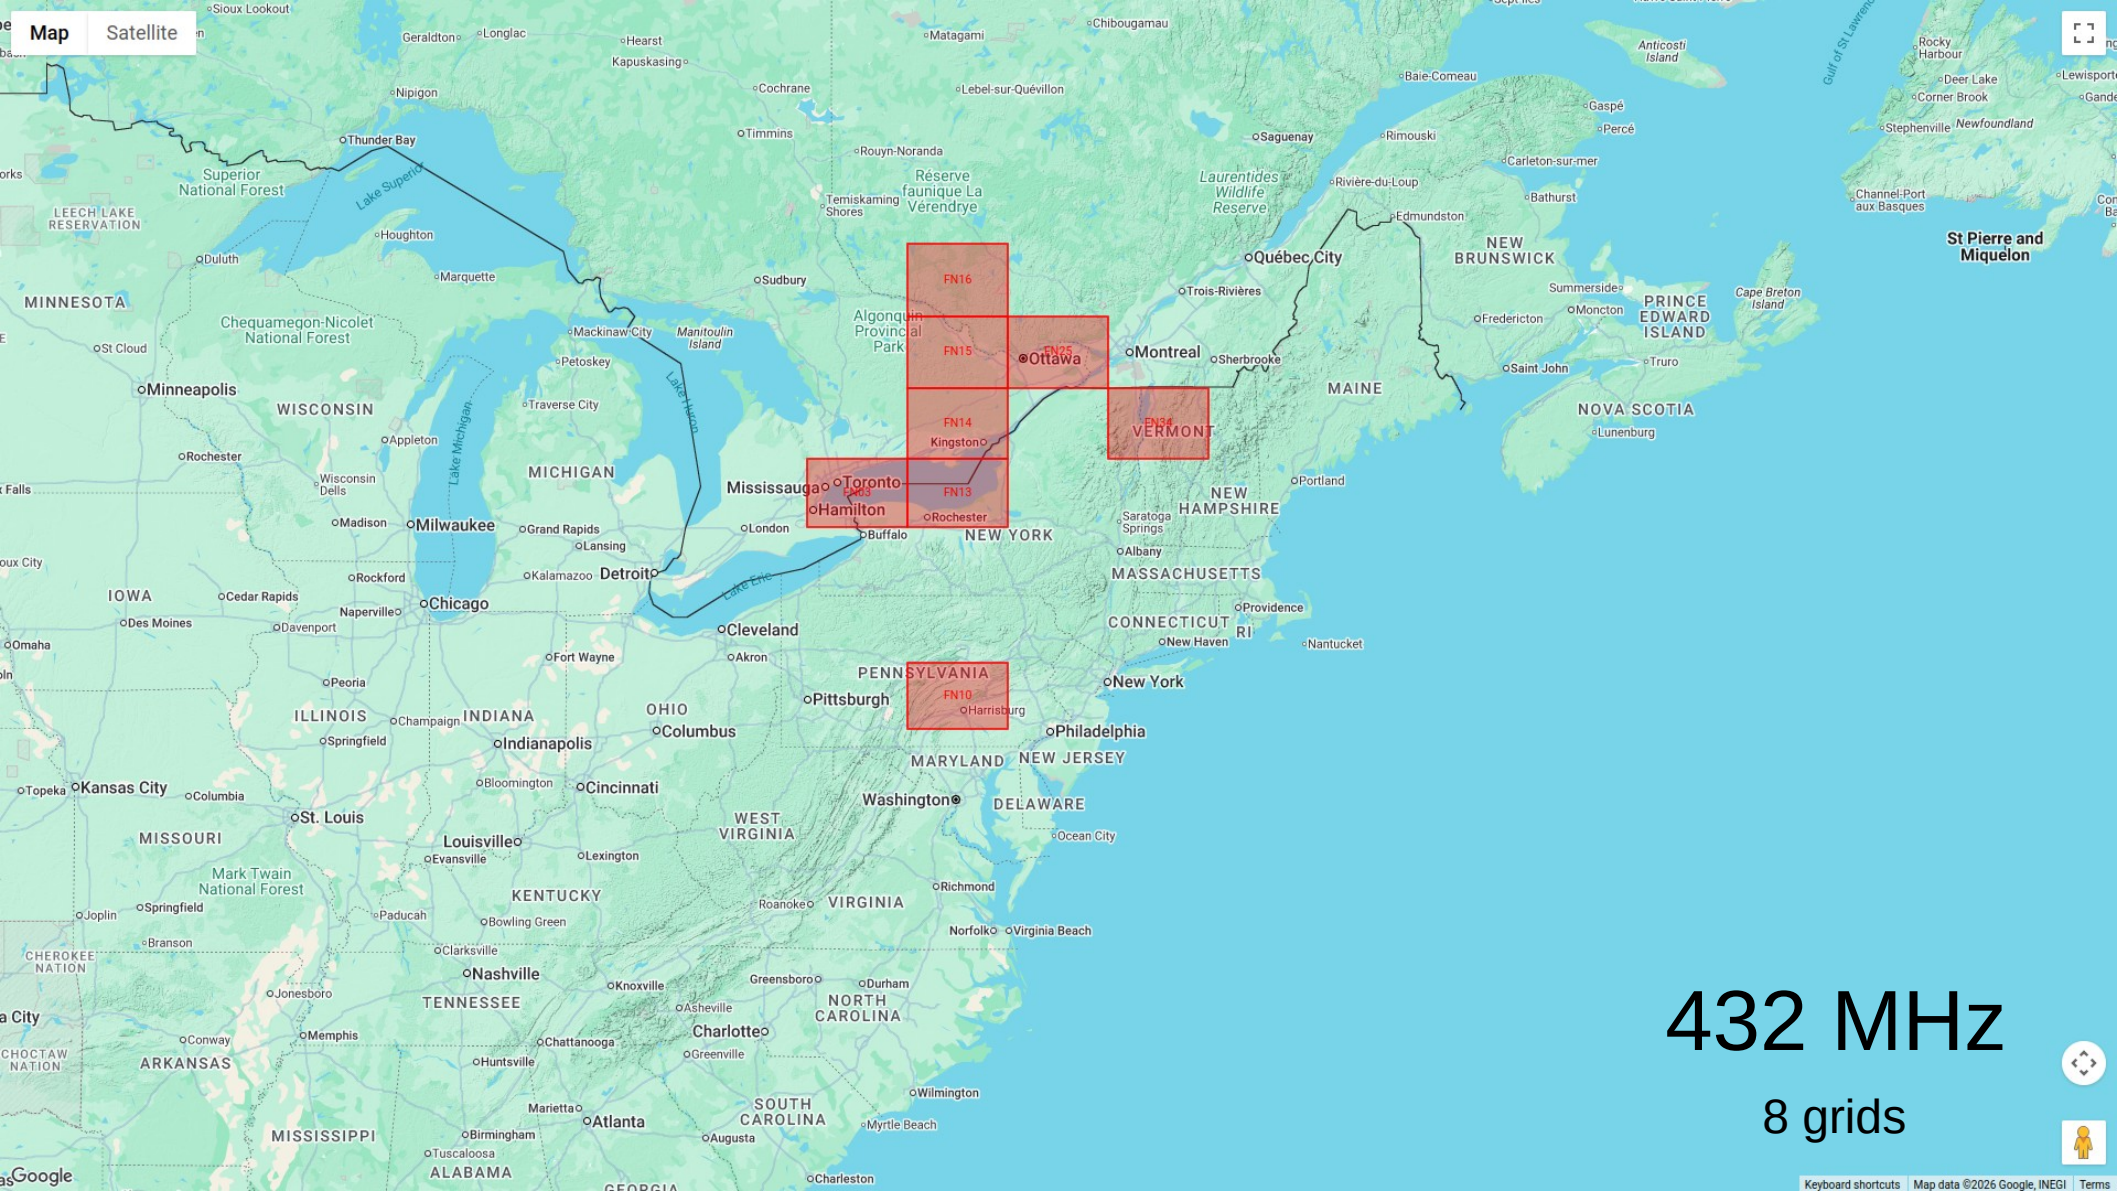 Map
Satellite
Sioux Lookout
Geraldton
Longlac
Hearst
Kapuskasing
Matagami
Chibougamau
Anticosti
Island
Gulf of St Lawrence
Rocky
Harbour
Deer Lake
Corner Brook
Stephenville
Newfoundland
Lewisporte
Nipigon
Cochrane
Lebel-sur-Quévillon
Baie-Comeau
Gaspé
Percé
Thunder Bay
Timmins
Rouyn-Noranda
Saguenay
Rimouski
Carleton-sur-mer
Superior
National Forest
Lake Superior
Réserve
faunique La
Vérendrye
Laurentides
Wildlife
Reserve
Rivière-du-Loup
Bathurst
Channel-Port
aux Basques
LEECH LAKE
RESERVATION
Temiskaming
Shores
Houghton
Edmundston
Duluth
Marquette
Sudbury
FN16
Québec City
NEW
BRUNSWICK
St Pierre and
Miquelon
MINNESOTA
Trois-Rivières
Summerside
PRINCE
EDWARD
ISLAND
Cape Breton
Island
Chequamegon-Nicolet
National Forest
Mackinaw City
Manitoulin
Island
Algonquin
Provincial
Park
Fredericton
Moncton
St Cloud
Petoskey
FN15
FN25
Ottawa
Montreal
Sherbrooke
Saint John
Truro
Minneapolis
WISCONSIN
Traverse City
Lake Michigan
Lake Huron
MAINE
NOVA SCOTIA
Lunenburg
Appleton
FN14
Kingston
FN34
VERMONT
Rochester
Wisconsin
Dells
MICHIGAN
Mississauga
Toronto
FN03
Hamilton
FN13
Rochester
Portland
NEW
HAMPSHIRE
Falls
Madison
Milwaukee
Grand Rapids
Lansing
London
Buffalo
NEW YORK
Saratoga
Springs
Albany
Sioux City
Rockford
Kalamazoo
Detroit
Lake Erie
MASSACHUSETTS
IOWA
Cedar Rapids
Naperville
Chicago
Providence
Des Moines
Davenport
Cleveland
CONNECTICUT
RI
New Haven
Nantucket
Omaha
Fort Wayne
Akron
Peoria
PENNSYLVANIA
FN10
Harrisburg
Pittsburgh
New York
ILLINOIS
Champaign
INDIANA
OHIO
Columbus
Philadelphia
Springfield
Indianapolis
MARYLAND
NEW JERSEY
Topeka
Kansas City
Columbia
Bloomington
Cincinnati
Washington
DELAWARE
St. Louis
WEST
VIRGINIA
Ocean City
MISSOURI
Louisville
Evansville
Lexington
Mark Twain
National Forest
KENTUCKY
Richmond
Roanoke
VIRGINIA
Joplin
Springfield
Paducah
Bowling Green
Norfolk
Virginia Beach
Branson
CHEROKEE
NATION
Clarksville
Nashville
Knoxville
Greensboro
Durham
Jonesboro
TENNESSEE
Asheville
NORTH
CAROLINA
a City
Memphis
Charlotte
CHOCTAW
NATION
Conway
ARKANSAS
Chattanooga
Huntsville
Greenville
Wilmington
Marietta
Atlanta
SOUTH
CAROLINA
Myrtle Beach
MISSISSIPPI
Birmingham
Augusta
Tuscaloosa
ALABAMA
GEORGIA
Charleston
432 MHz
8 grids
Google
Keyboard shortcuts
Map data ©2026 Google, INEGI
Terms